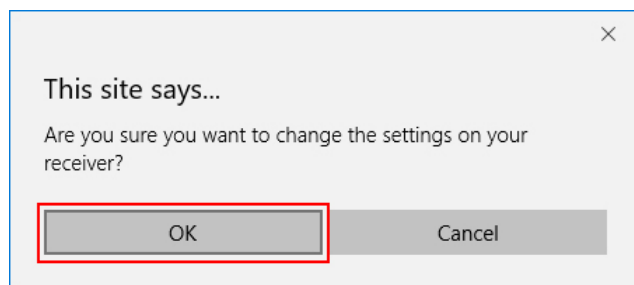 This site says...
Are you sure you want to change the settings on your
receiver?
OK
Cancel